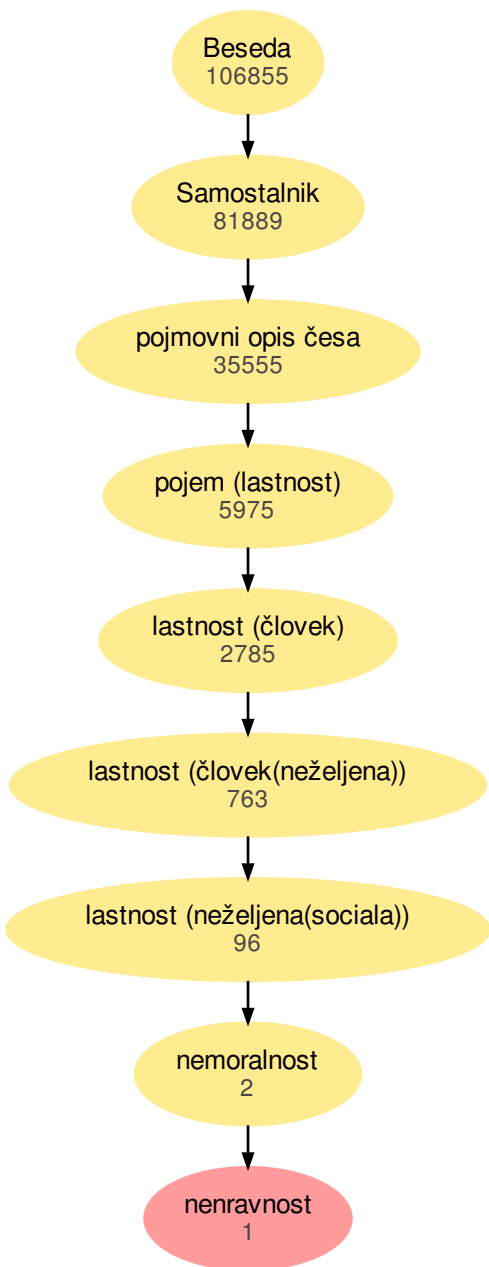 Beseda
106855
Samostalnik
81889
pojmovni opis česa
35555
pojem (lastnost)
5975
lastnost (človek)
2785
lastnost (človek(neželjena))
763
lastnost (neželjena(sociala))
96
nemoralnost
2
nenravnost
1